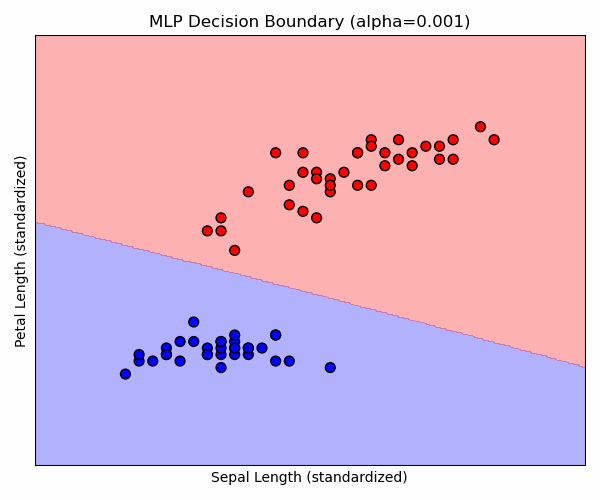 MLP Decision Boundary (alpha=0.001)
Petal Length (standardized)
Sepal Length (standardized)